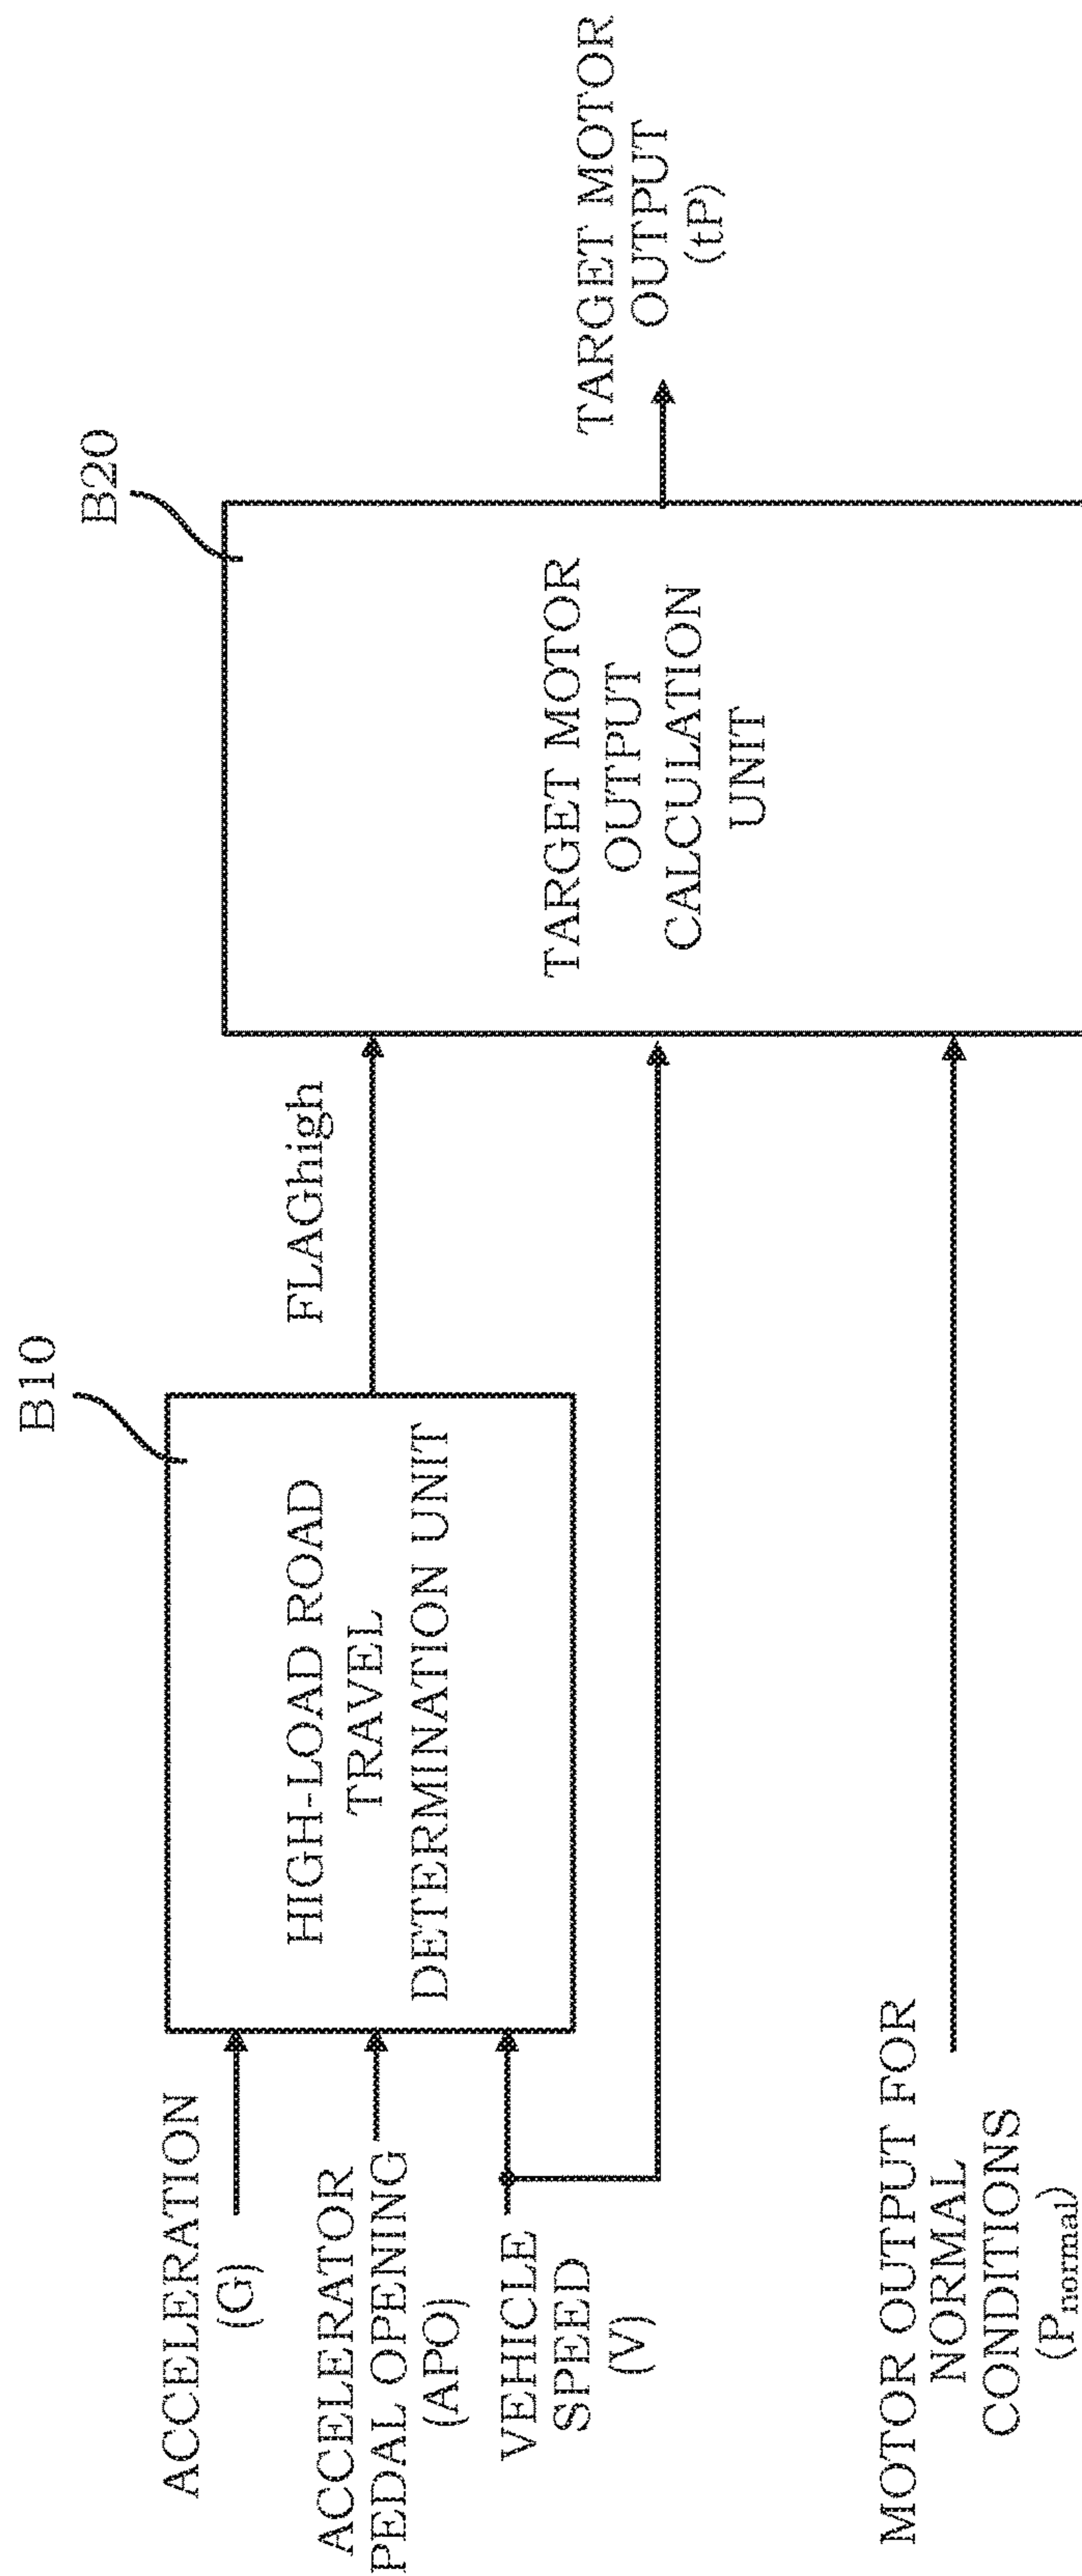 ACCELERATION
(G)
ACCELERATOR
PEDAL OPENING
(APO)
VEHICLE
SPEED
(V)
MOTOR OUTPUT FOR
NORMAL
CONDITIONS
(Pnormal)
B10
HIGH-LOAD ROAD
TRAVEL
DETERMINATION UNIT
FLAGhigh
B20
TARGET MOTOR
OUTPUT
CALCULATION
UNIT
TARGET MOTOR
OUTPUT
(tP)